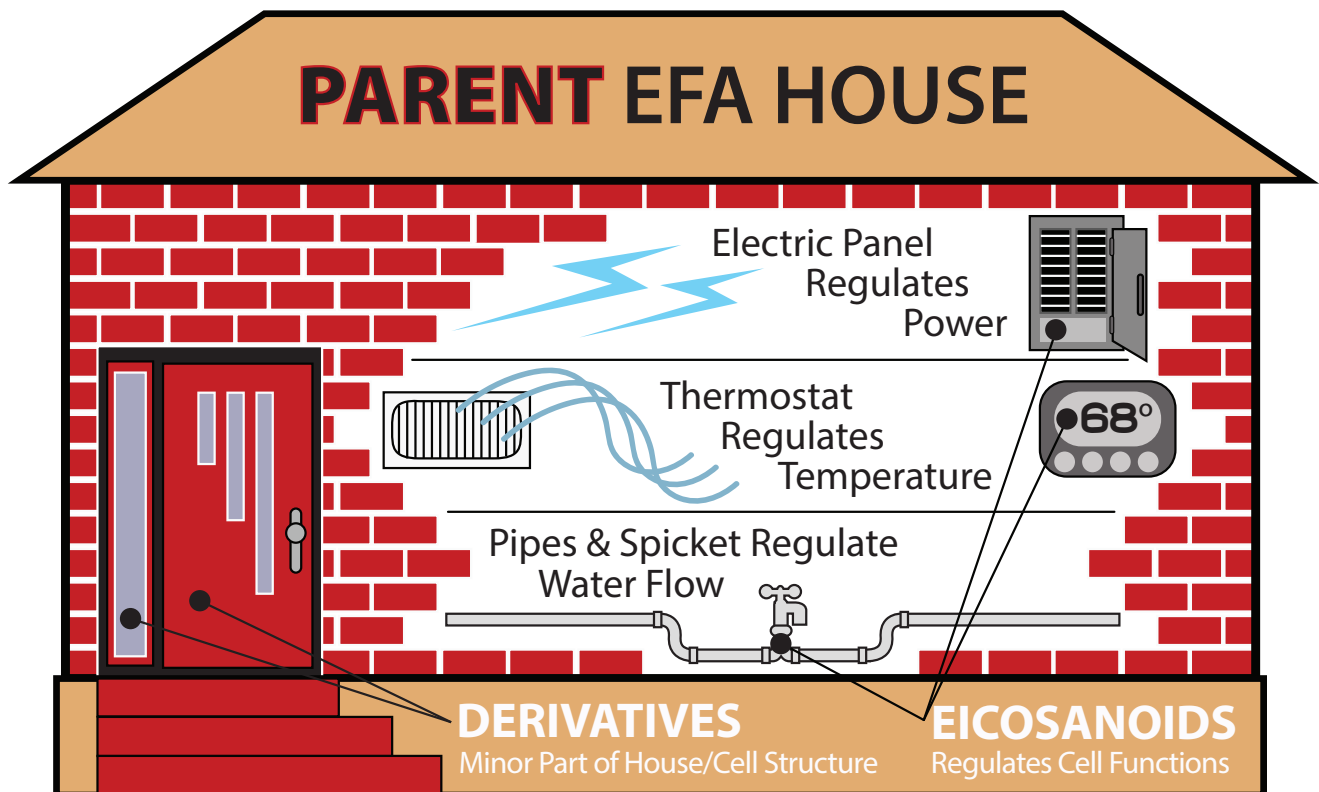 PARENT EFA HOUSE
Electric Panel
Regulates
Power
Thermostat
Regulates
Temperature
68°
Pipes & Spicket Regulate
Water Flow
DERIVATIVES
Minor Part of House/Cell Structure
EICOSANOIDS
Regulates Cell Functions